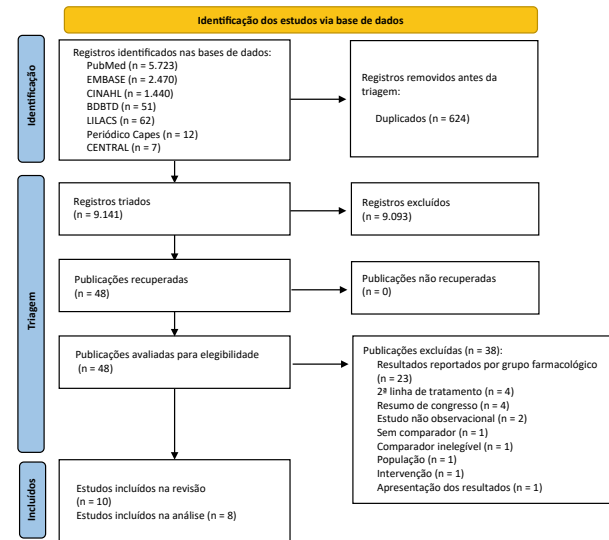 Identificação dos estudos via base de dados
Identificação
Registros identificados nas bases de dados:
PubMed (n = 5.723)
EMBASE (n = 2.470)
CINAHL (n = 1.440)
BDBTD (n = 51)
LILACS (n = 62)
Periódico Capes (n = 12)
CENTRAL (n = 7)
Registros removidos antes da
triagem:
Duplicados (n = 624)
Triagem
Registros triados
(n = 9.141)
Registros excluídos
(n = 9.093)
Publicações recuperadas
(n = 48)
Publicações não recuperadas
(n = 0)
Publicações avaliadas para elegibilidade
(n = 48)
Publicações excluídas (n = 38):
Resultados reportados por grupo farmacológico
(n = 23)
2ª linha de tratamento (n = 4)
Resumo de congresso (n = 4)
Estudo não observacional (n = 2)
Sem comparador (n = 1)
Comparador inelegível (n = 1)
População (n = 1)
Intervenção (n = 1)
Apresentação dos resultados (n = 1)
Incluídos
Estudos incluídos na revisão
(n = 10)
Estudos incluídos na análise (n = 8)